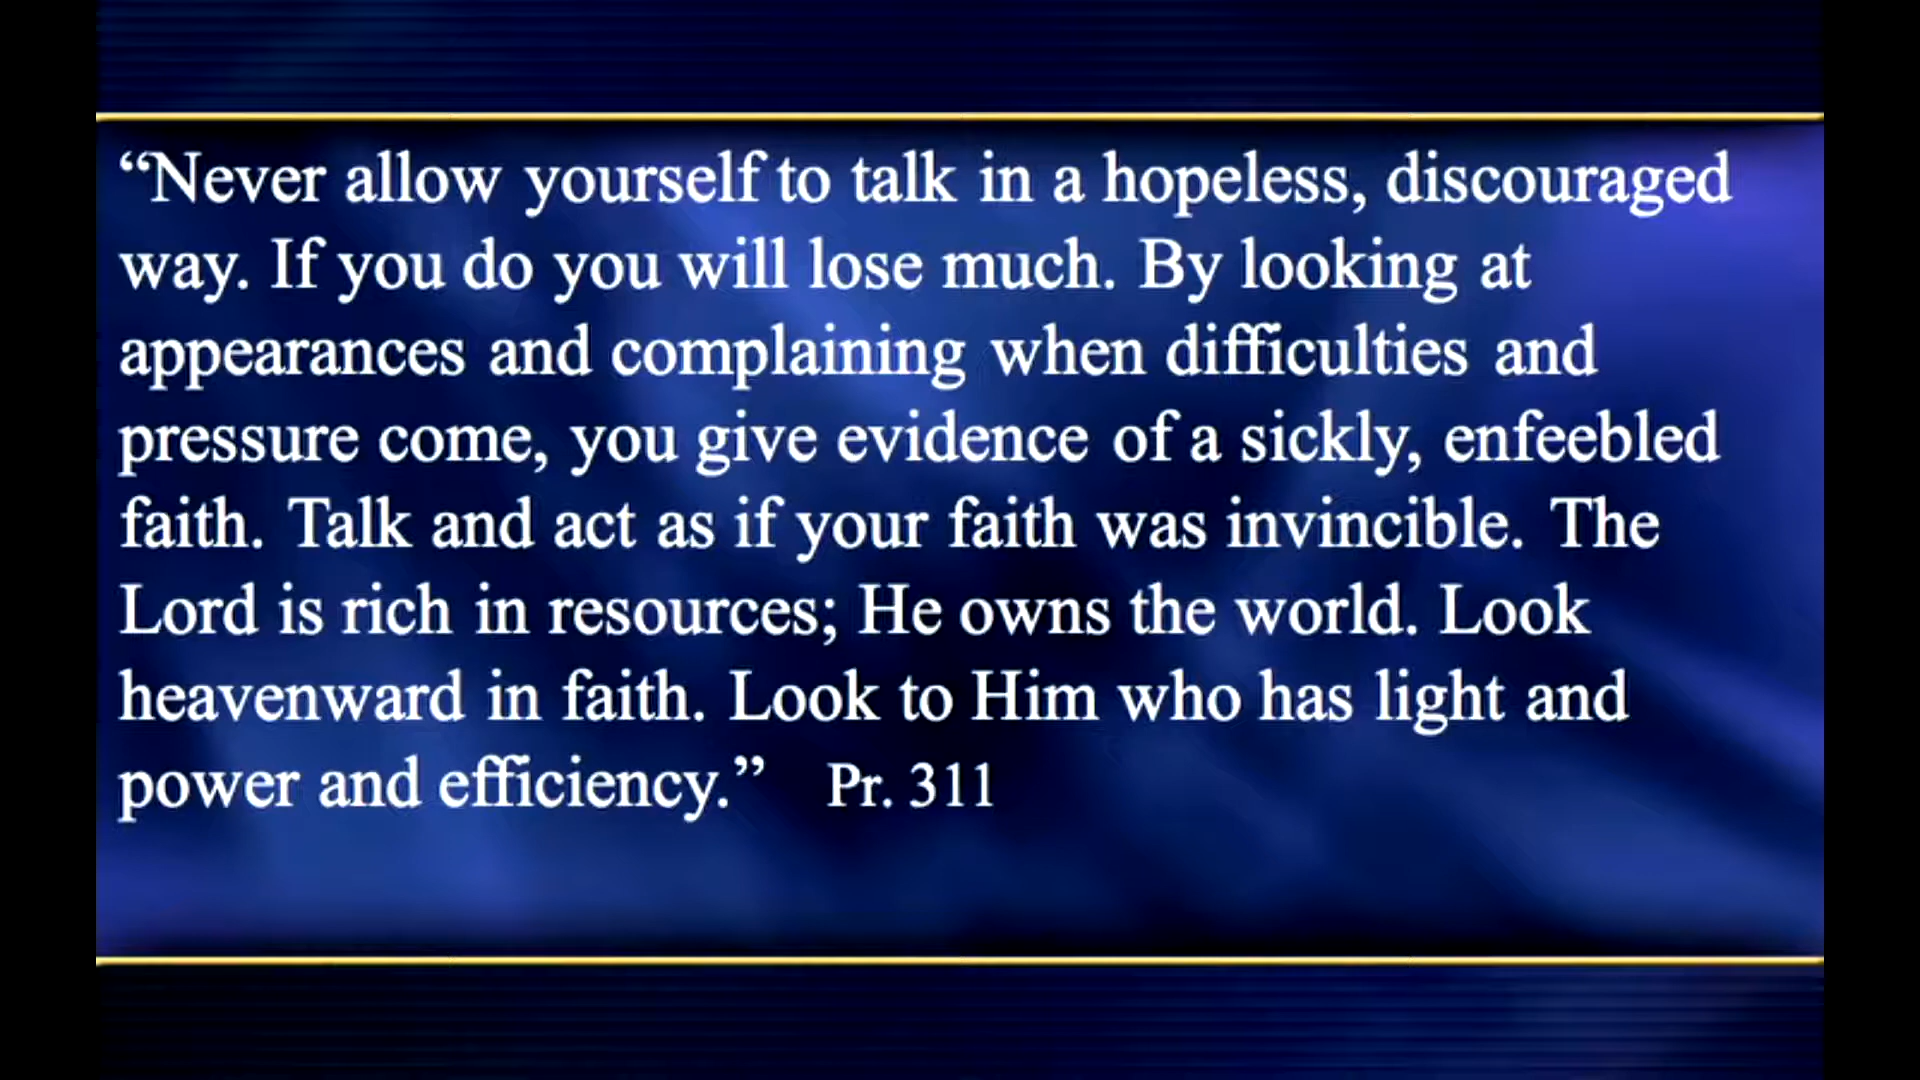 “Never allow yourself to talk in a hopeless, discouraged
way. If you do you will lose much. By looking at
appearances and complaining when difficulties and
pressure come, you give evidence of a sickly, enfeebled
faith. Talk and act as if your faith was invincible. The
Lord is rich in resources; He owns the world. Look
heavenward in faith. Look to Him who has light and
power and efficiency.” Pr. 311